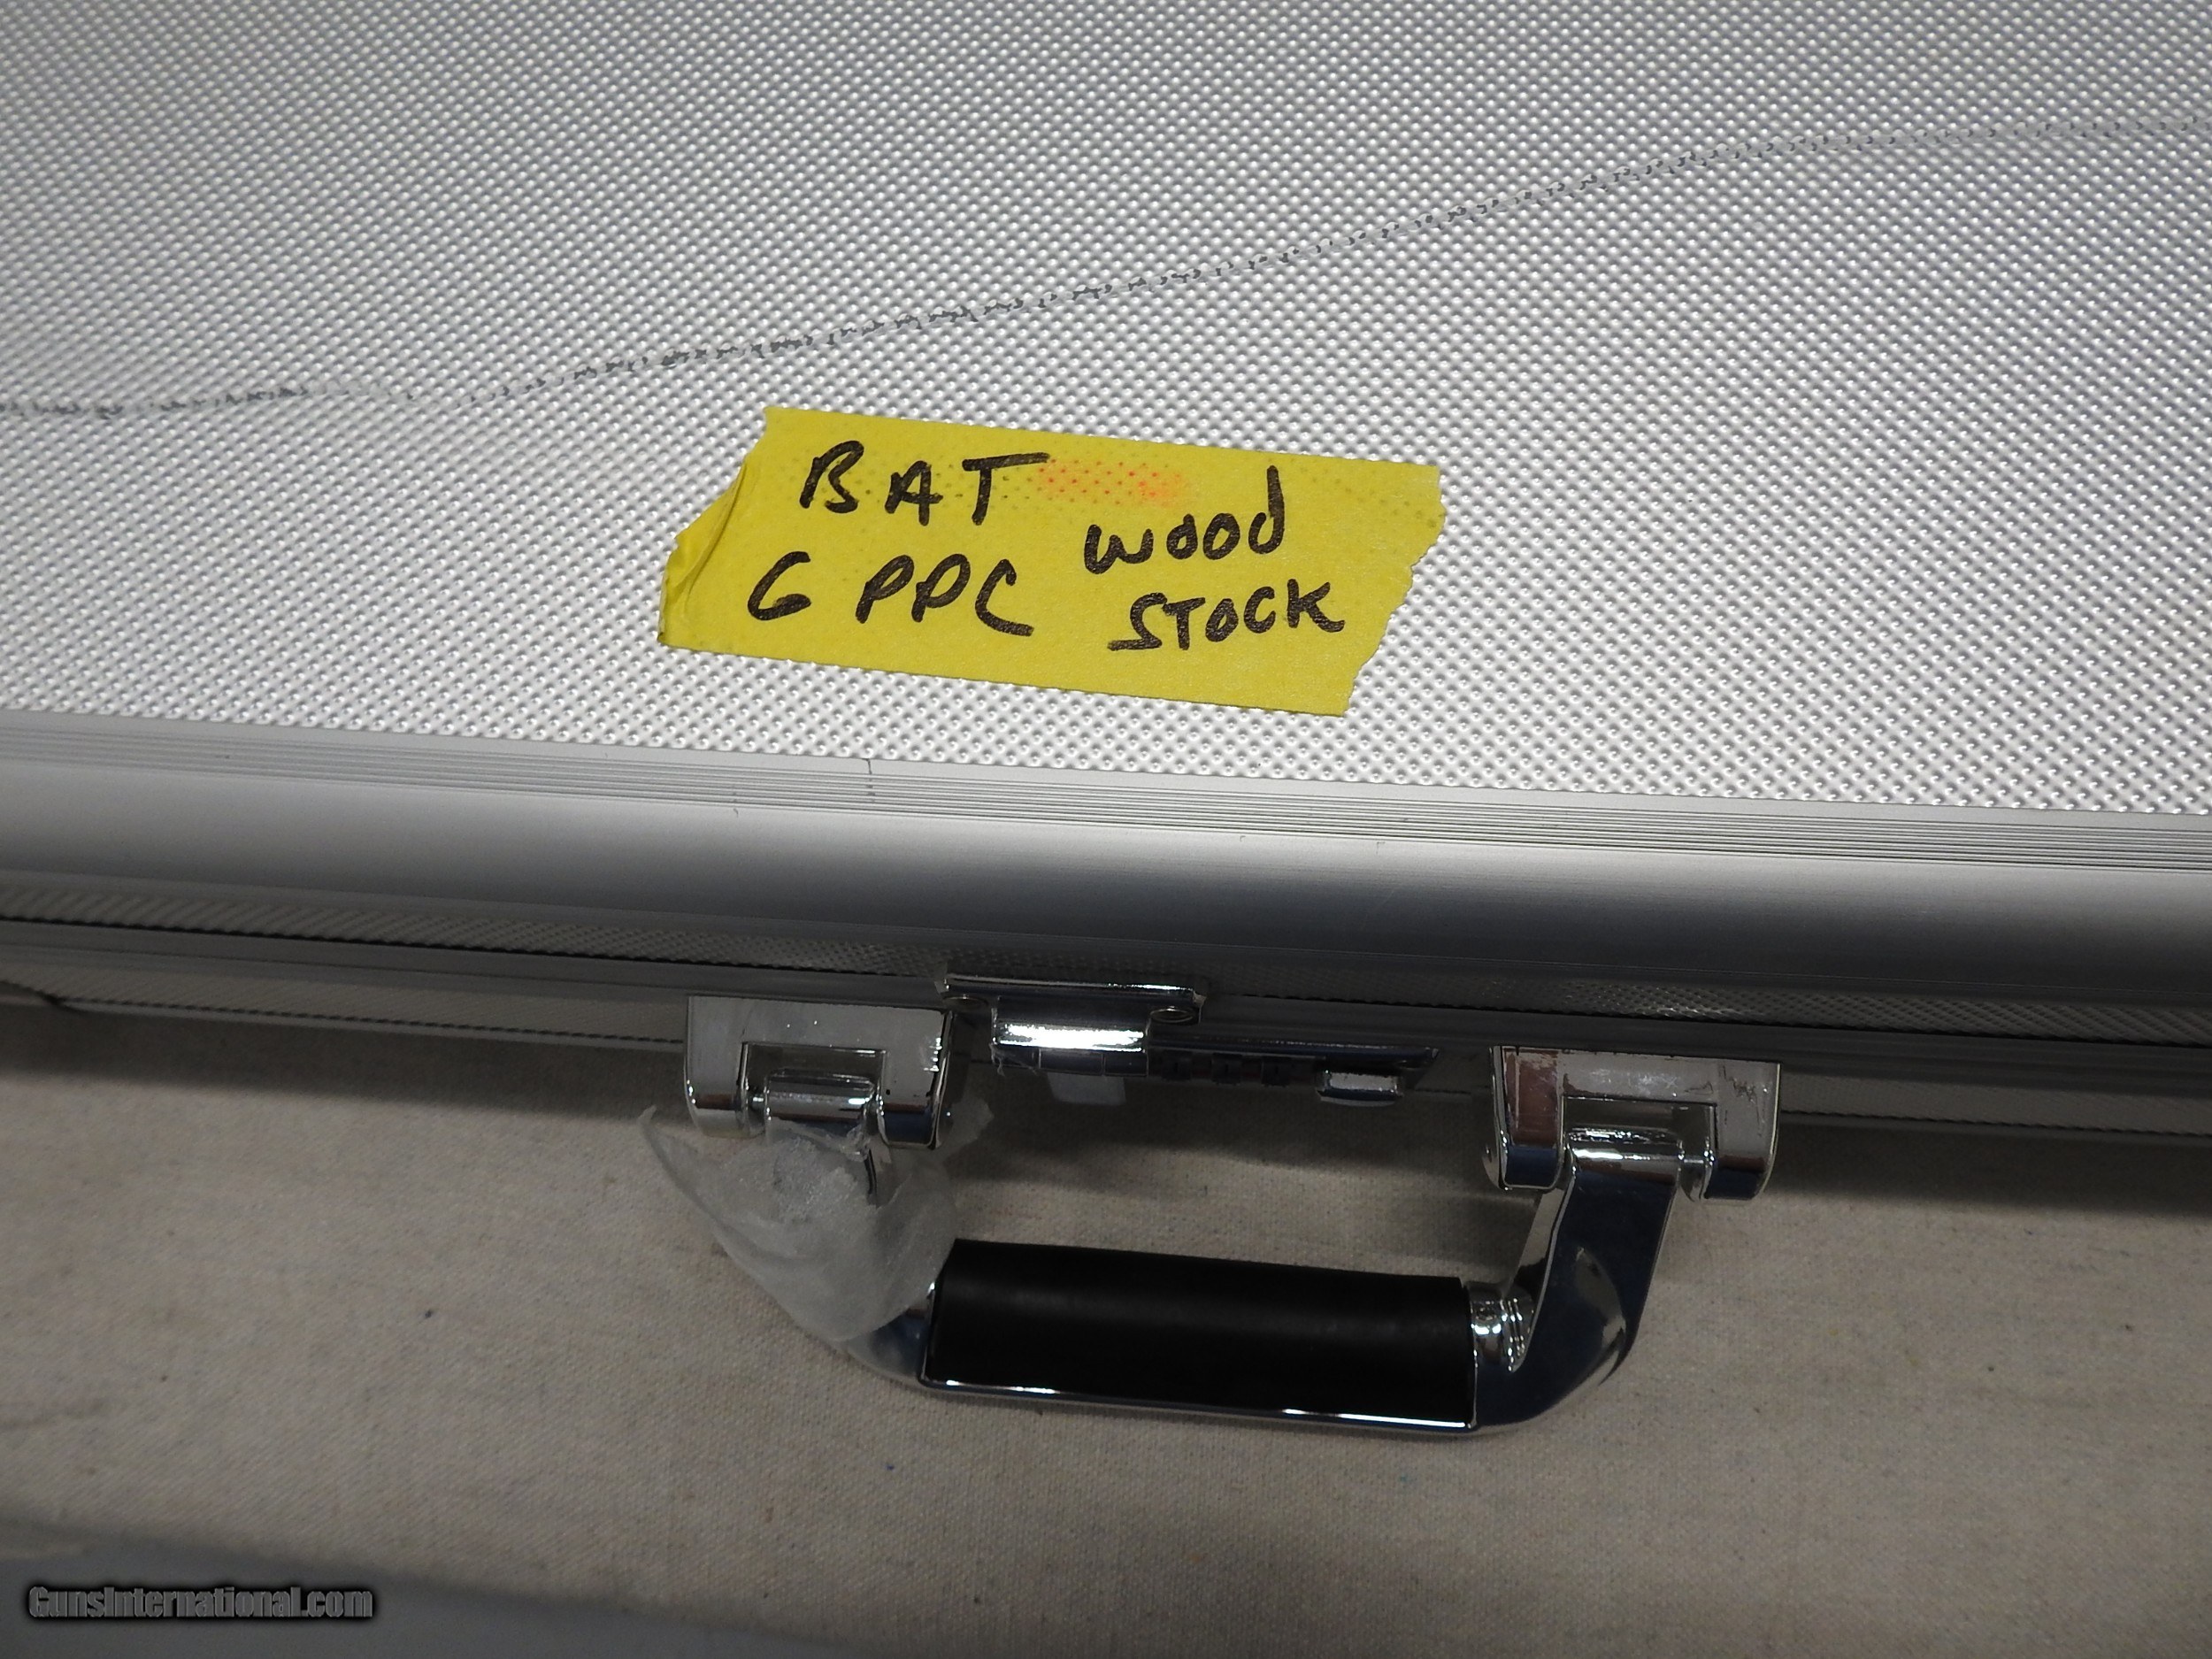 BAT wood
6 PPC STOCK
GunsInternational.com